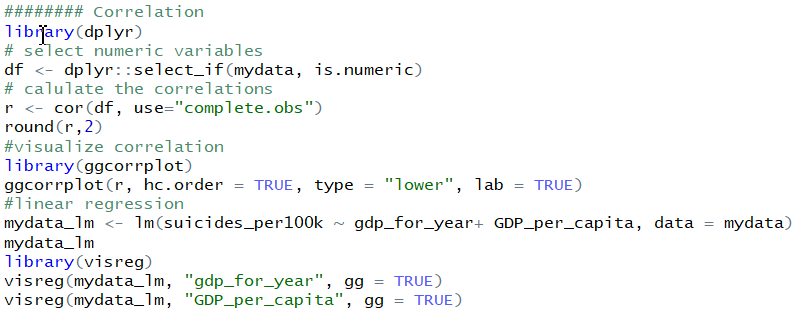 ######## Correlation
library(dplyr)
# select numeric variables
df <- dplyr::select_if(mydata, is.numeric)
# calulate the correlations
r <- cor(df, use="complete.obs")
round(r,2)
#visualize correlation
library(ggcorrplot)
ggcorrplot(r, hc.order = TRUE, type = "lower", lab = TRUE)
#linear regression
mydata_lm <- lm(suicides_per100k ~ gdp_for_year+ GDP_per_capita, data = mydata)
mydata_lm
library(visreg)
visreg(mydata_lm, "gdp_for_year", gg = TRUE)
visreg(mydata_lm, "GDP_per_capita", gg = TRUE)